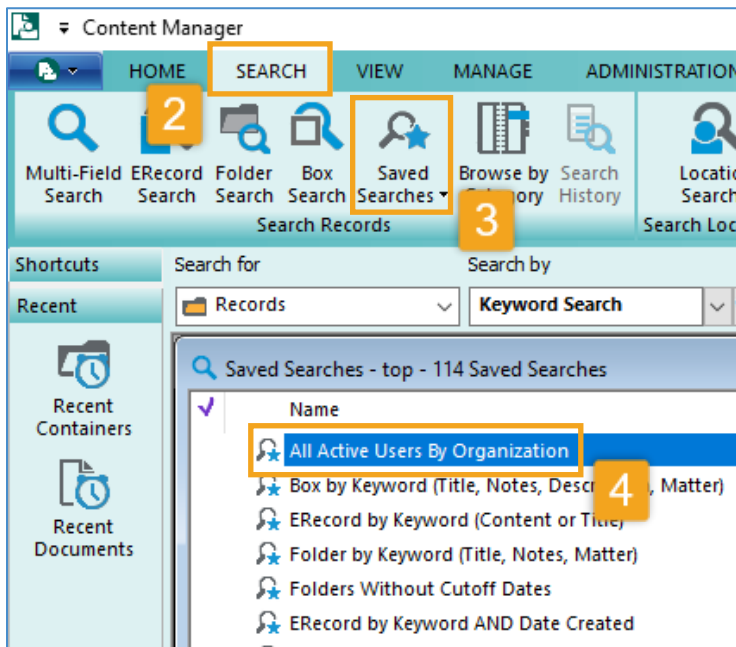 Content Manager
HOME SEARCH VIEW MANAGE ADMINISTRATION
2
Multi-Field ERecord Folder Box Saved Browse by Search
Search Search Search Search Searches History
Search
Search Records Search
3
Shortcuts Search for Search by
Recent Records Keyword Search
Saved Searches - top - 114 Saved Searches
Recent
Containers
Name
All Active Users By Organization
4
Box by Keyword (Title, Notes, Matter)
Recent
Documents
ERecord by Keyword (Content or Title)
Folder by Keyword (Title, Notes, Matter)
Folders Without Cutoff Dates
ERecord by Keyword AND Date Created